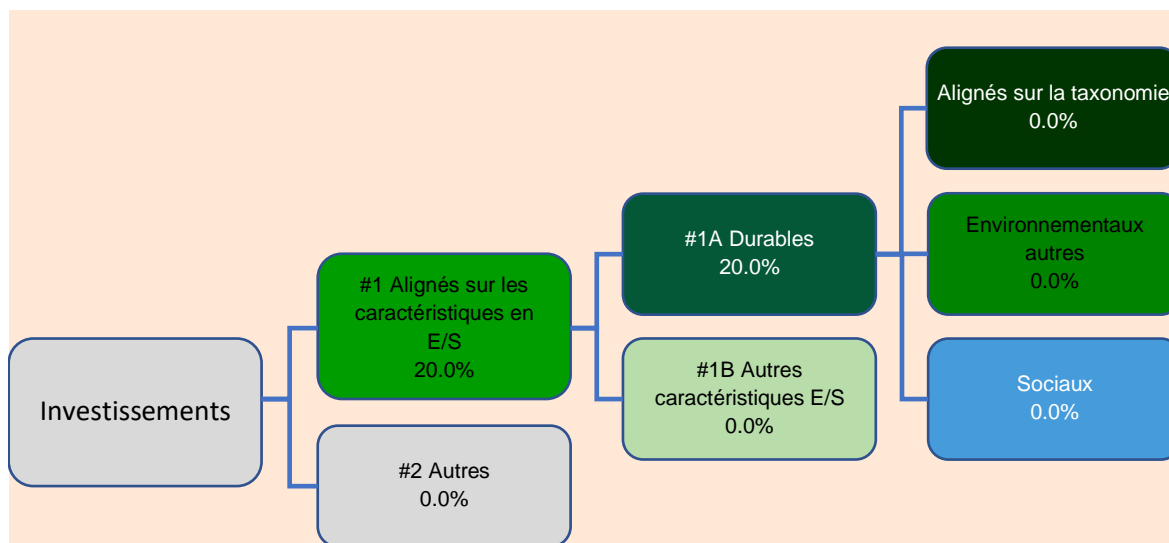 Investissements
#1 Alignés sur les
caractéristiques en
E/S
20.0%
#2 Autres
0.0%
#1A Durables
20.0%
#1B Autres
caractéristiques E/S
0.0%
Alignés sur la taxonomie
0.0%
Environnementaux
autres
0.0%
Sociaux
0.0%